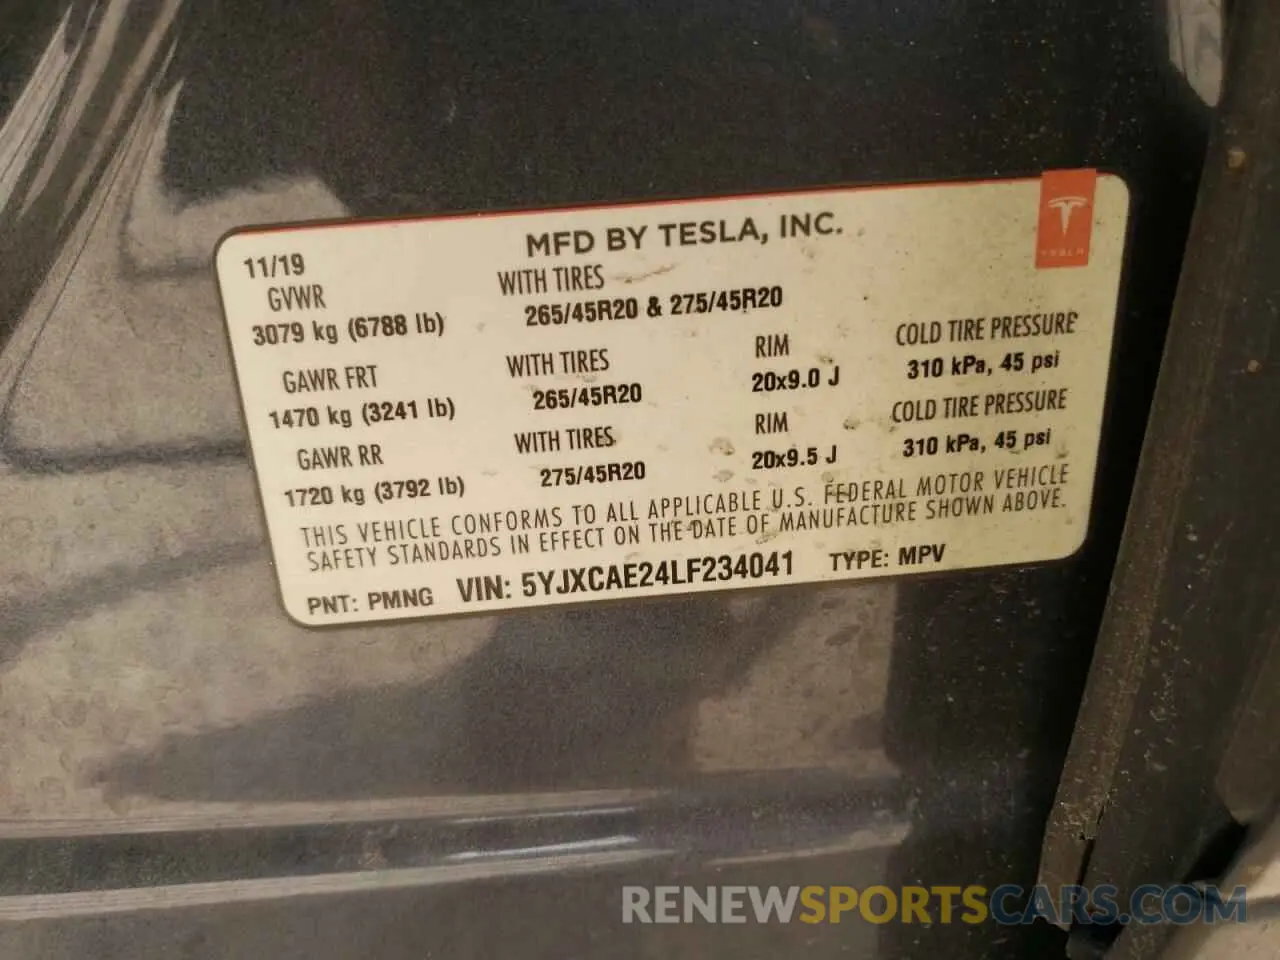 MFD BY TESLA, INC.
TESLA
11/19
GVWR
WITH TIRES
3079 kg (6788 lb)
265/45R20 & 275/45R20
GAWR FRT
WITH TIRES
RIM
COLD TIRE PRESSURE
1470 kg (3241 lb)
265/45R20
20x9.0 J
310 kPa, 45 psi
GAWR RR
WITH TIRES
RIM
COLD TIRE PRESSURE
1720 kg (3792 lb)
275/45R20
20x9.5 J
310 kPa, 45 psi
THIS VEHICLE CONFORMS TO ALL APPLICABLE U.S. FEDERAL MOTOR VEHICLE
SAFETY STANDARDS IN EFFECT ON THE DATE OF MANUFACTURE SHOWN ABOVE.
PNT: PMNG VIN: 5YJXCAE24LF234041 TYPE: MPV
RENEWSPORTSCARS.COM